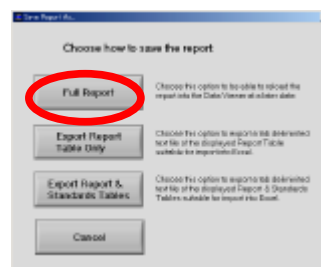 Save Report As...
Choose how to save the report
Full Report
Choose this option to be able to reload the
report into the Data Viewer at a later date.
Export Report
Table Only
Choose this option to export a tab delimited
text file of the displayed Report Table
suitable for import into Excel.
Export Report &
Standards Tables
Choose this option to export a tab delimited
text file of the displayed Report & Standards
Tables suitable for import into Excel.
Cancel